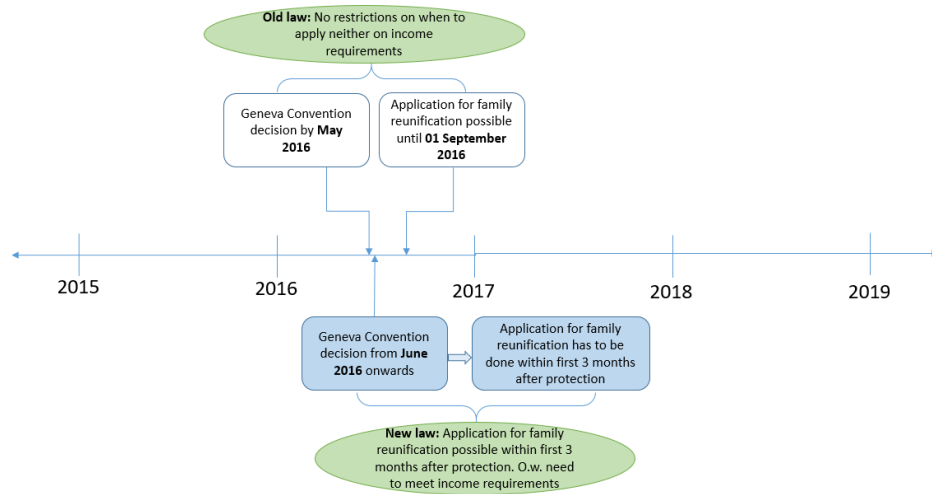 Old law: No restrictions on when to
apply neither on income
requirements
Geneva Convention
decision by May
2016
Application for family
reunification possible
until 01 September
2016
2015
2016
2017
2018
2019
Geneva Convention
decision from June
2016 onwards
Application for family
reunification has to be
done within first 3 months
after protection
New law: Application for family
reunification possible within first 3
months after protection. O.w. need
to meet income requirements